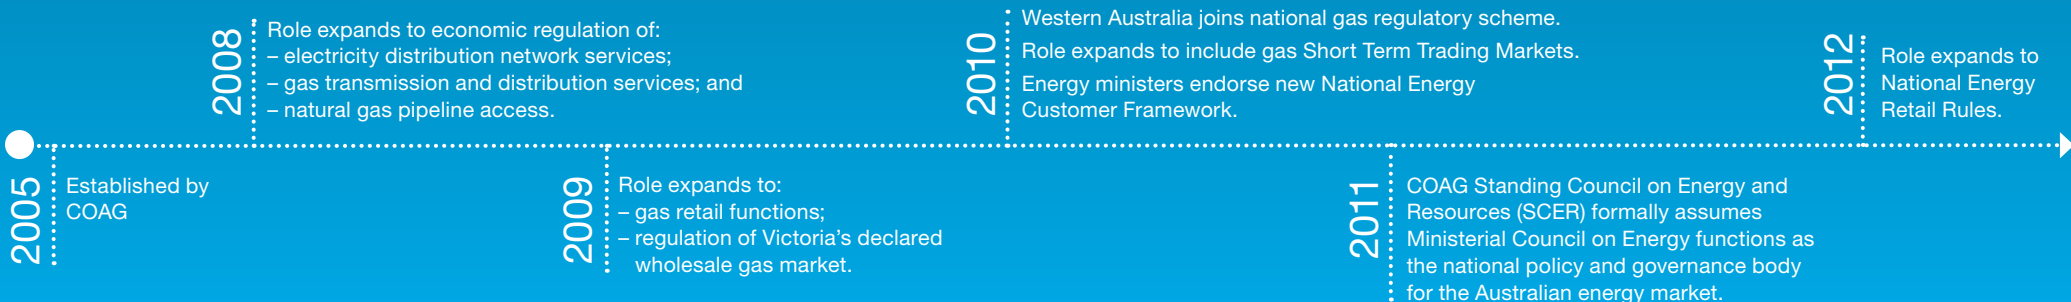 2005
Established by
COAG
2008
Role expands to economic regulation of:
– electricity distribution network services;
– gas transmission and distribution services; and
– natural gas pipeline access.
2009
Role expands to:
– gas retail functions;
– regulation of Victoria’s declared
wholesale gas market.
2010
Western Australia joins national gas regulatory scheme.
Role expands to include gas Short Term Trading Markets.
Energy ministers endorse new National Energy
Customer Framework.
2011
COAG Standing Council on Energy and
Resources (SCER) formally assumes
Ministerial Council on Energy functions as
the national policy and governance body
for the Australian energy market.
2012
Role expands to
National Energy
Retail Rules.